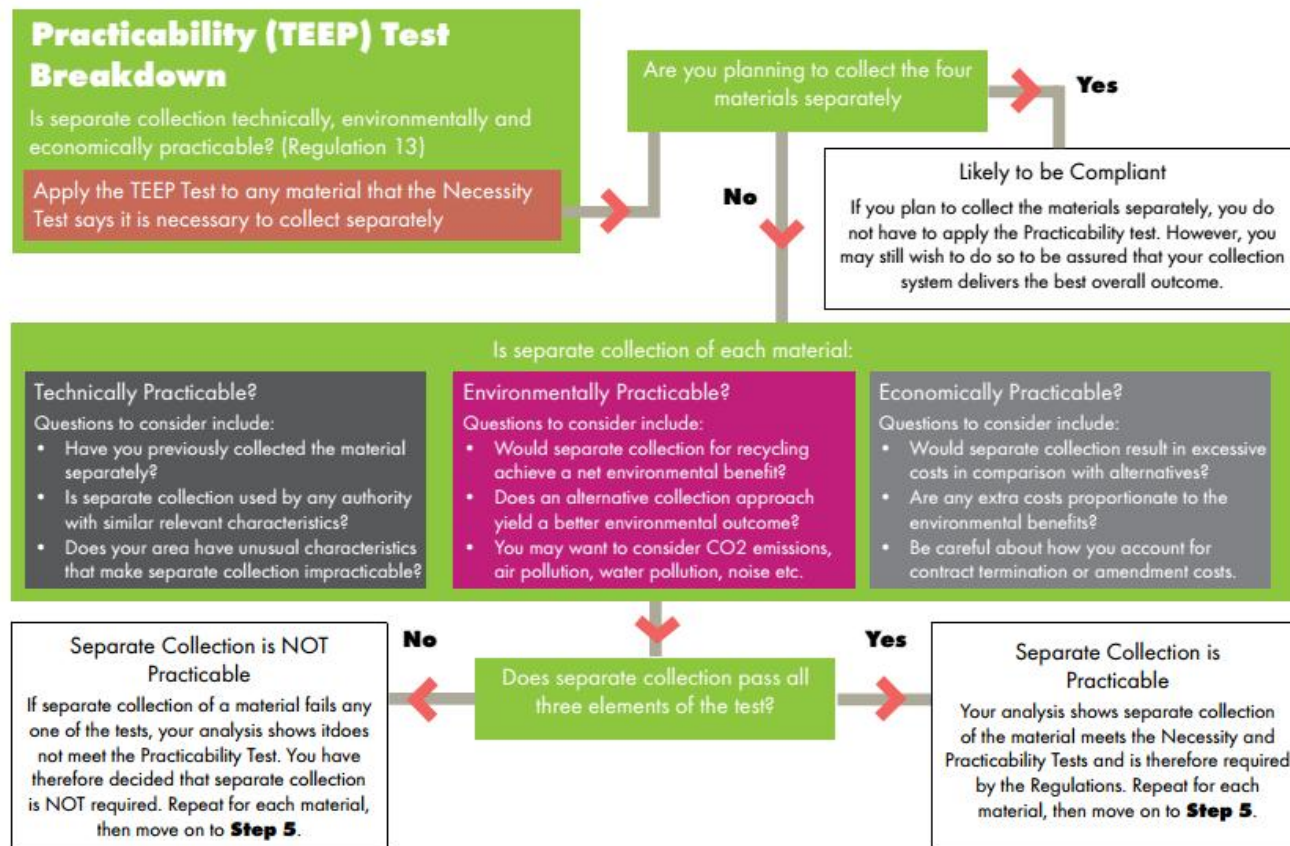 Practicability (TEEP) Test
Breakdown
Is separate collection technically, environmentally and
economically practicable? (Regulation 13)
Apply the TEEP Test to any material that the Necessity
Test says it is necessary to collect separately
Are you planning to collect the four
materials separately
Yes
No
Likely to be Compliant
If you plan to collect the materials separately, you do
not have to apply the Practicability test. However, you
may still wish to do so to be assured that your collection
system delivers the best overall outcome.
Is separate collection of each material:
Technically Practicable?
Questions to consider include:
• Have you previously collected the material
separately?
• Is separate collection used by any authority
with similar relevant characteristics?
• Does your area have unusual characteristics
that make separate collection impracticable?
Environmentally Practicable?
Questions to consider include:
• Would separate collection for recycling
achieve a net environmental benefit?
• Does an alternative collection approach
yield a better environmental outcome?
• You may want to consider CO2 emissions,
air pollution, water pollution, noise etc.
Economically Practicable?
Questions to consider include:
• Would separate collection result in excessive
costs in comparison with alternatives?
• Are any extra costs proportionate to the
environmental benefits?
• Be careful about how you account for
contract termination or amendment costs.
Does separate collection pass all
three elements of the test?
No
Separate Collection is NOT
Practicable
If separate collection of a material fails any
one of the tests, your analysis shows itdoes
not meet the Practicability Test. You have
therefore decided that separate collection
is NOT required. Repeat for each material,
then move on to Step 5.
Yes
Separate Collection is
Practicable
Your analysis shows separate collection
of the material meets the Necessity and
Practicability Tests and is therefore required
by the Regulations. Repeat for each
material, then move on to Step 5.